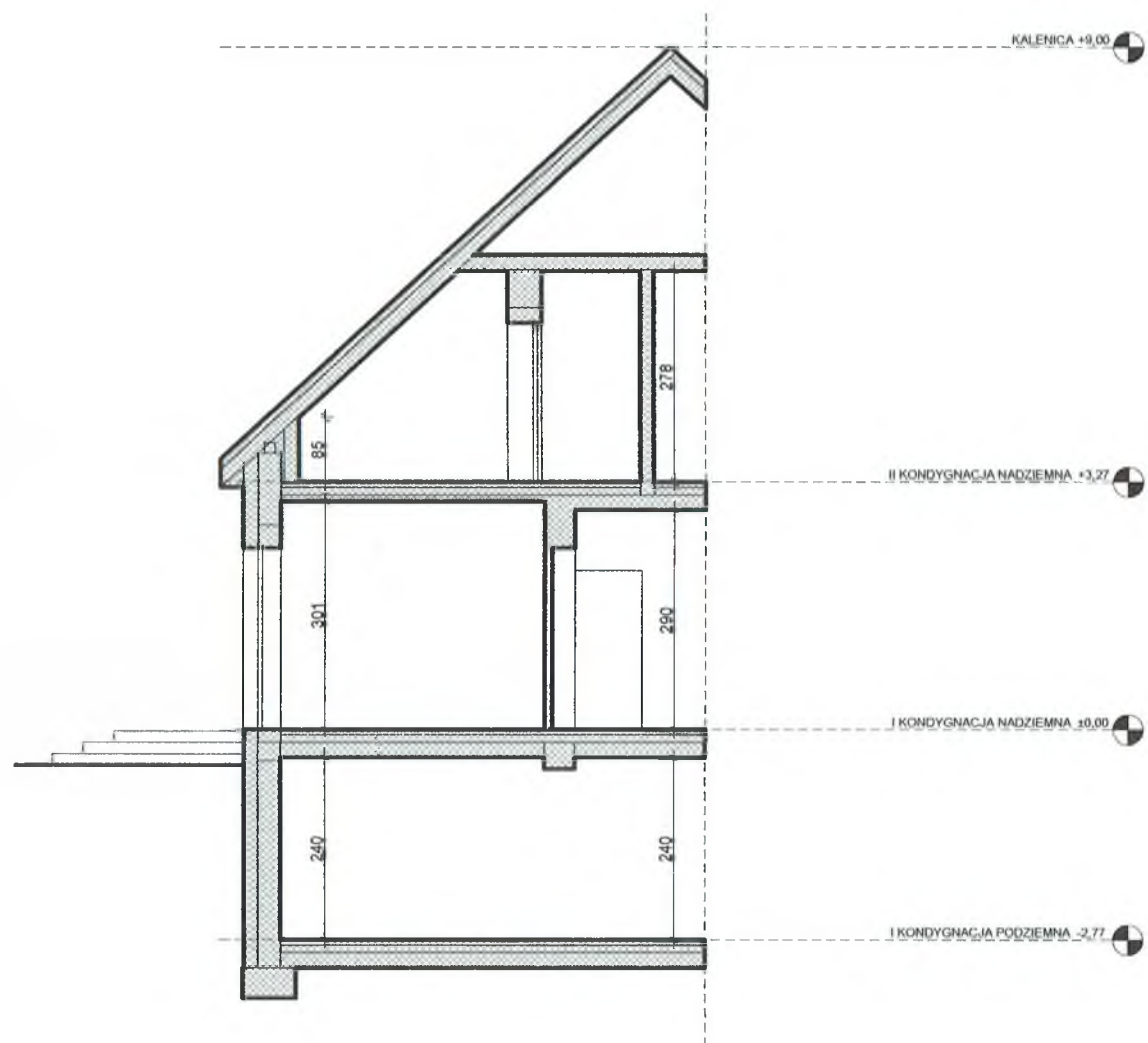 KALENICA +9,00
278
85
II KONDYGNACJA NADZIEMNA +3,27
301
290
I KONDYGNACJA NADZIEMNA ±0,00
240
240
I KONDYGNACJA PODZIEMNA -2,77